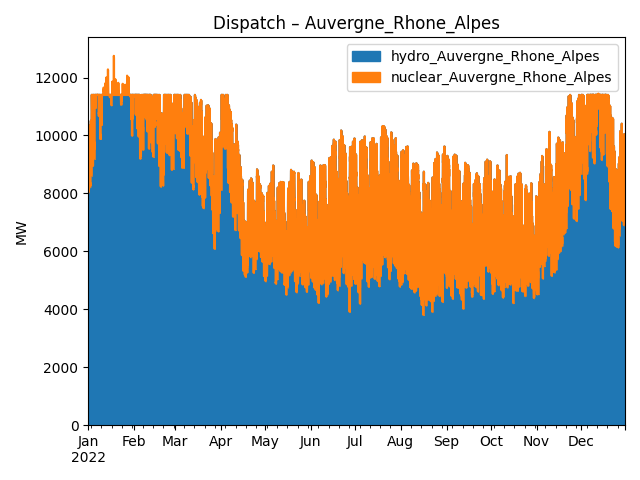 Dispatch – Auvergne_Rhone_Alpes
hydro_Auvergne_Rhone_Alpes
nuclear_Auvergne_Rhone_Alpes
MW
12000
10000
8000
6000
4000
2000
0
Jan Feb Mar Apr May Jun Jul Aug Sep Oct Nov Dec
2022